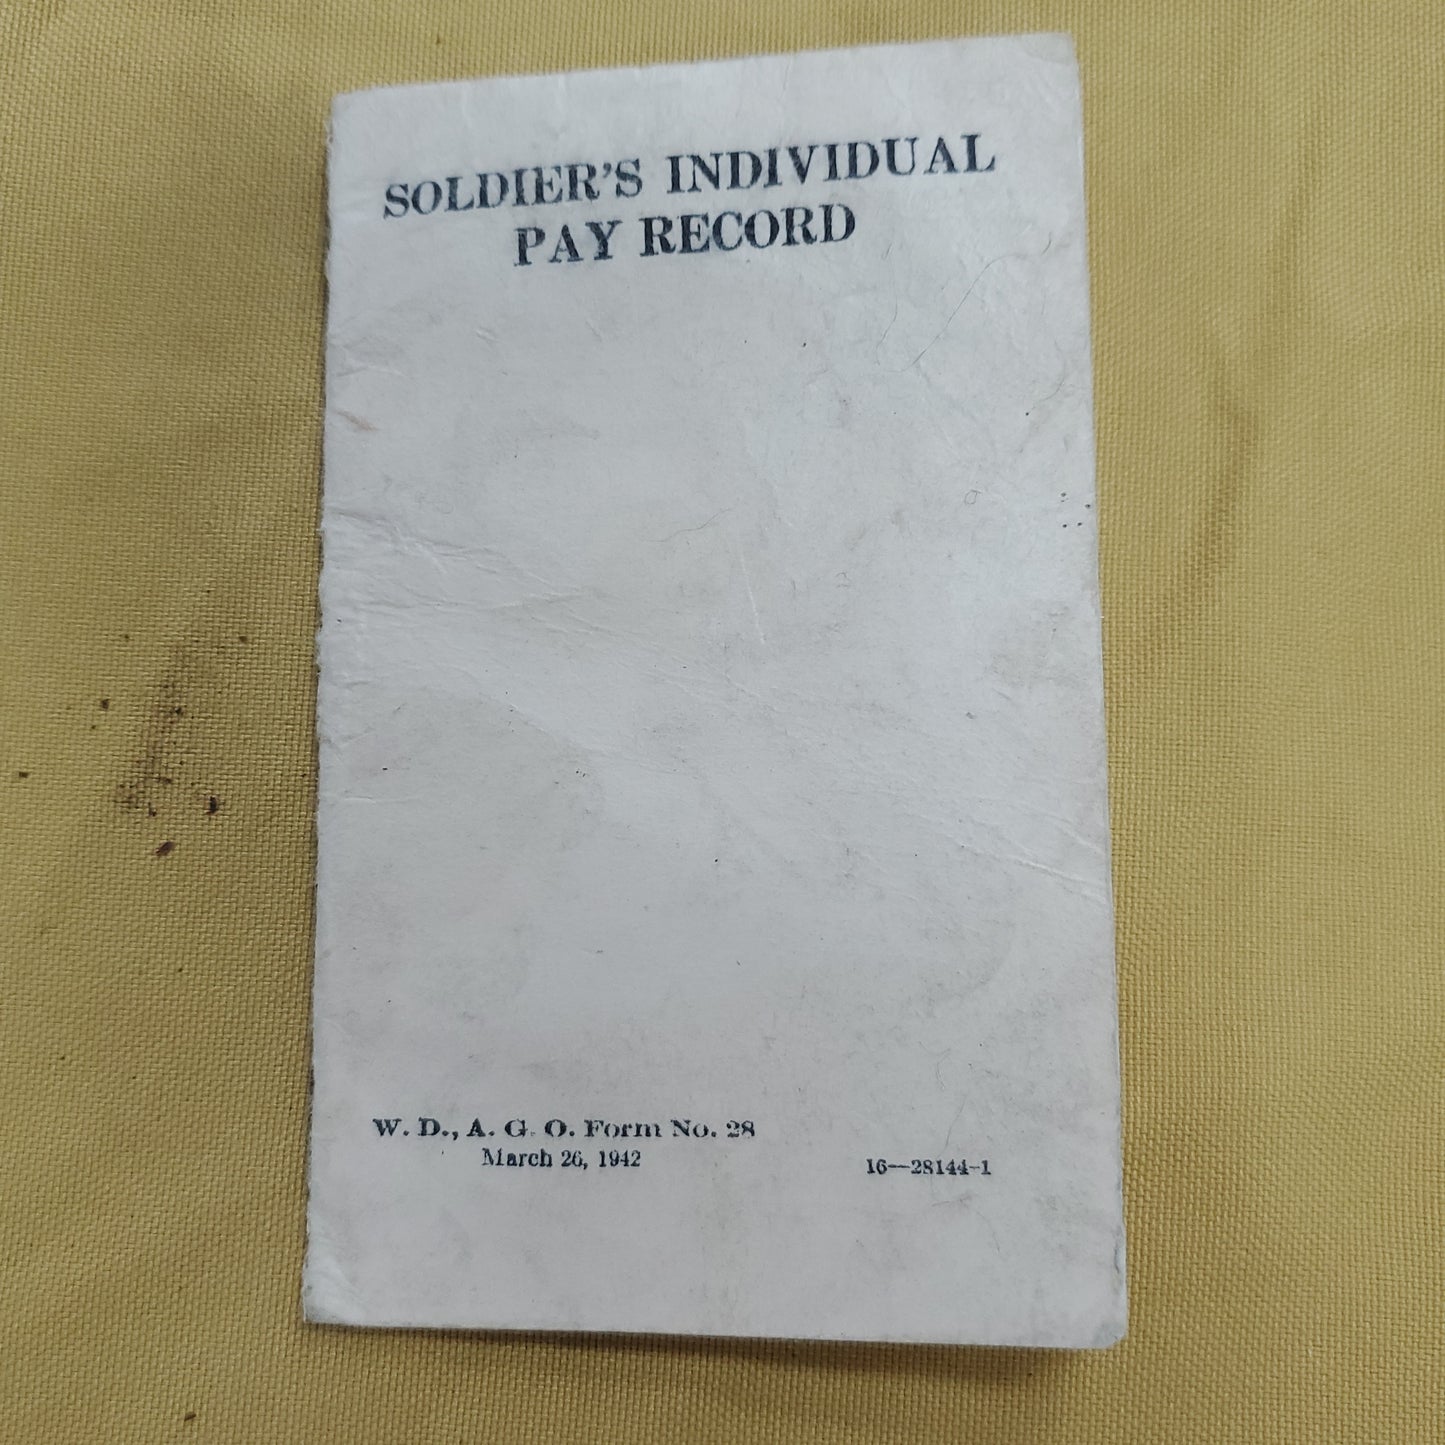 SOLDIER'S INDIVIDUAL
PAY RECORD
W. D., A. G. O. Form No. 28
March 26, 1942
16—28144-1